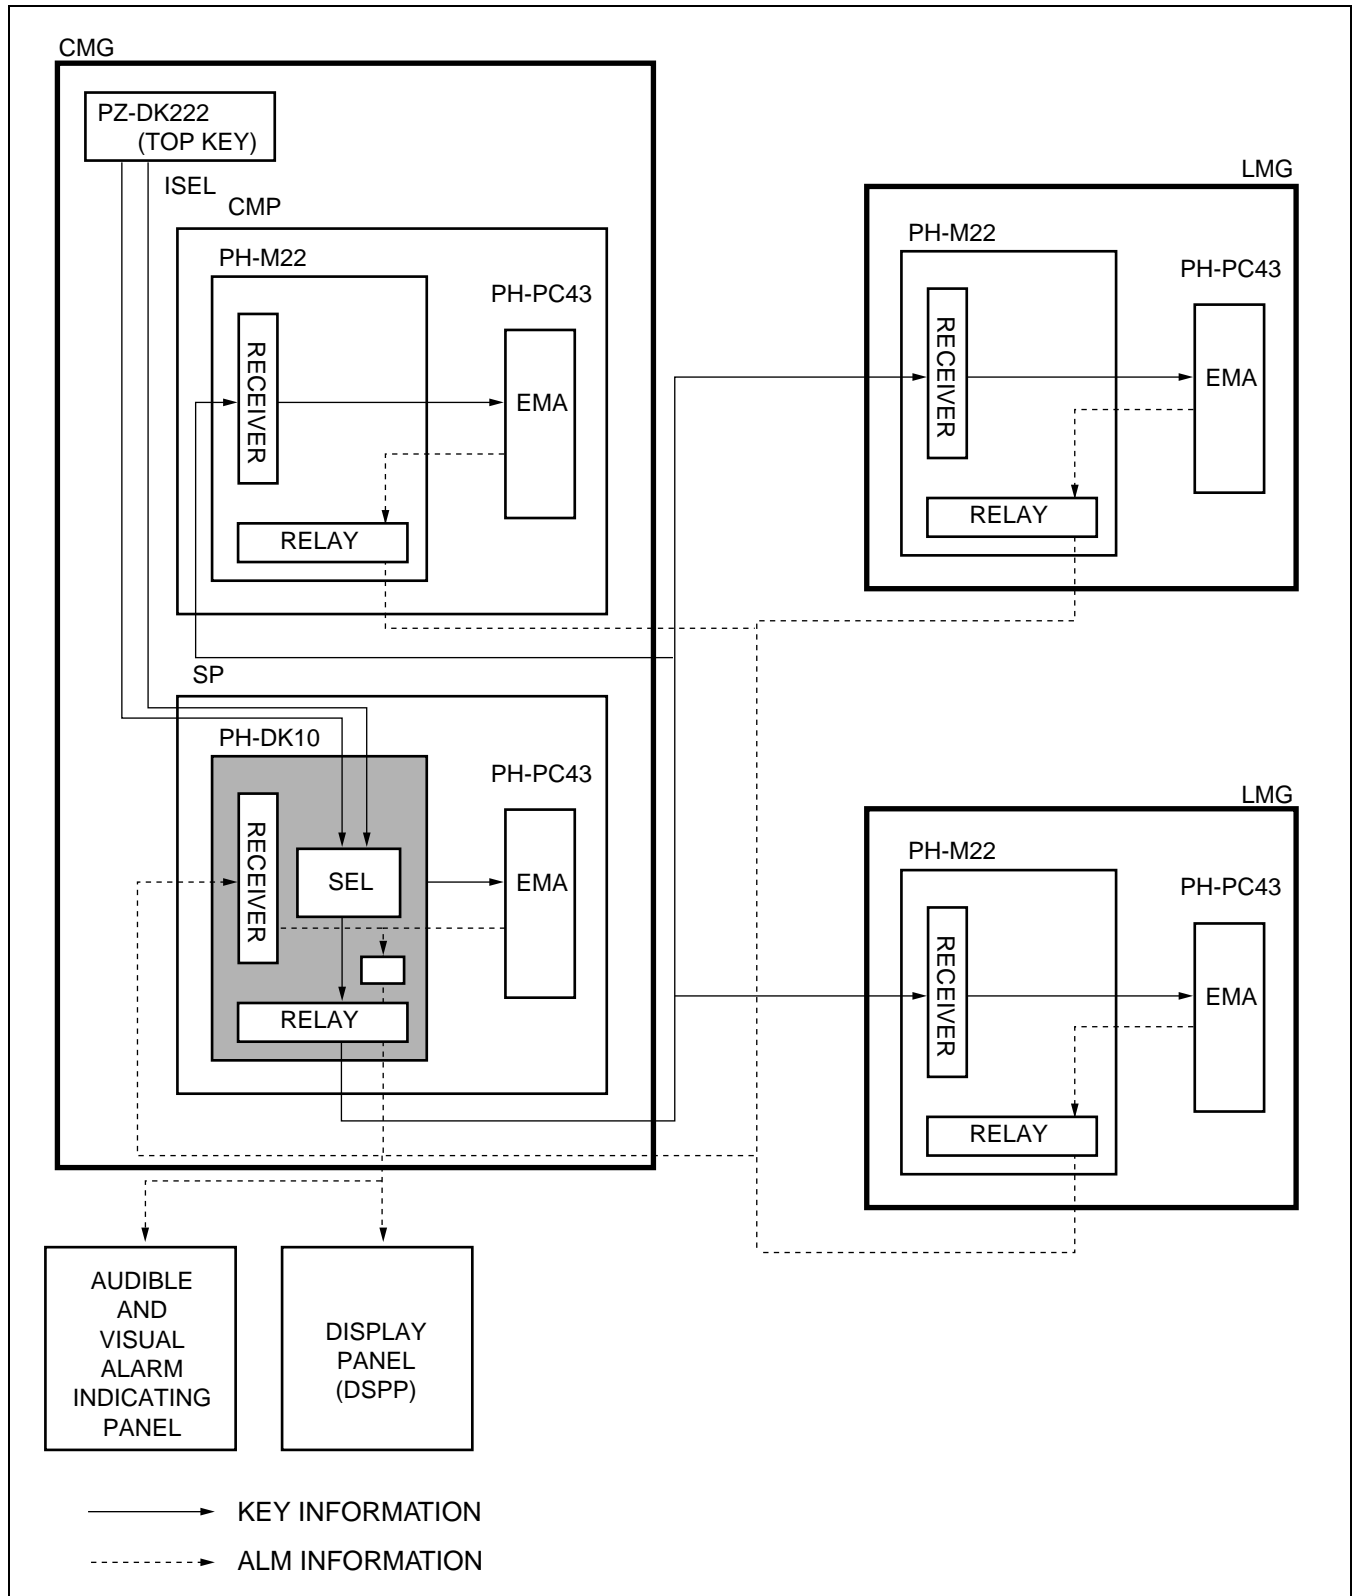 CMG
PZ-DK222
(TOP KEY)
ISEL
CMP
PH-M22
PH-PC43
RECEIVER
EMA
RELAY
SP
PH-DK10
PH-PC43
RECEIVER
SEL
EMA
RELAY
LMG
PH-M22
PH-PC43
RECEIVER
EMA
RELAY
LMG
PH-M22
PH-PC43
RECEIVER
EMA
RELAY
AUDIBLE
AND
VISUAL
ALARM
INDICATING
PANEL
DISPLAY
PANEL
(DSPP)
KEY INFORMATION
ALM INFORMATION